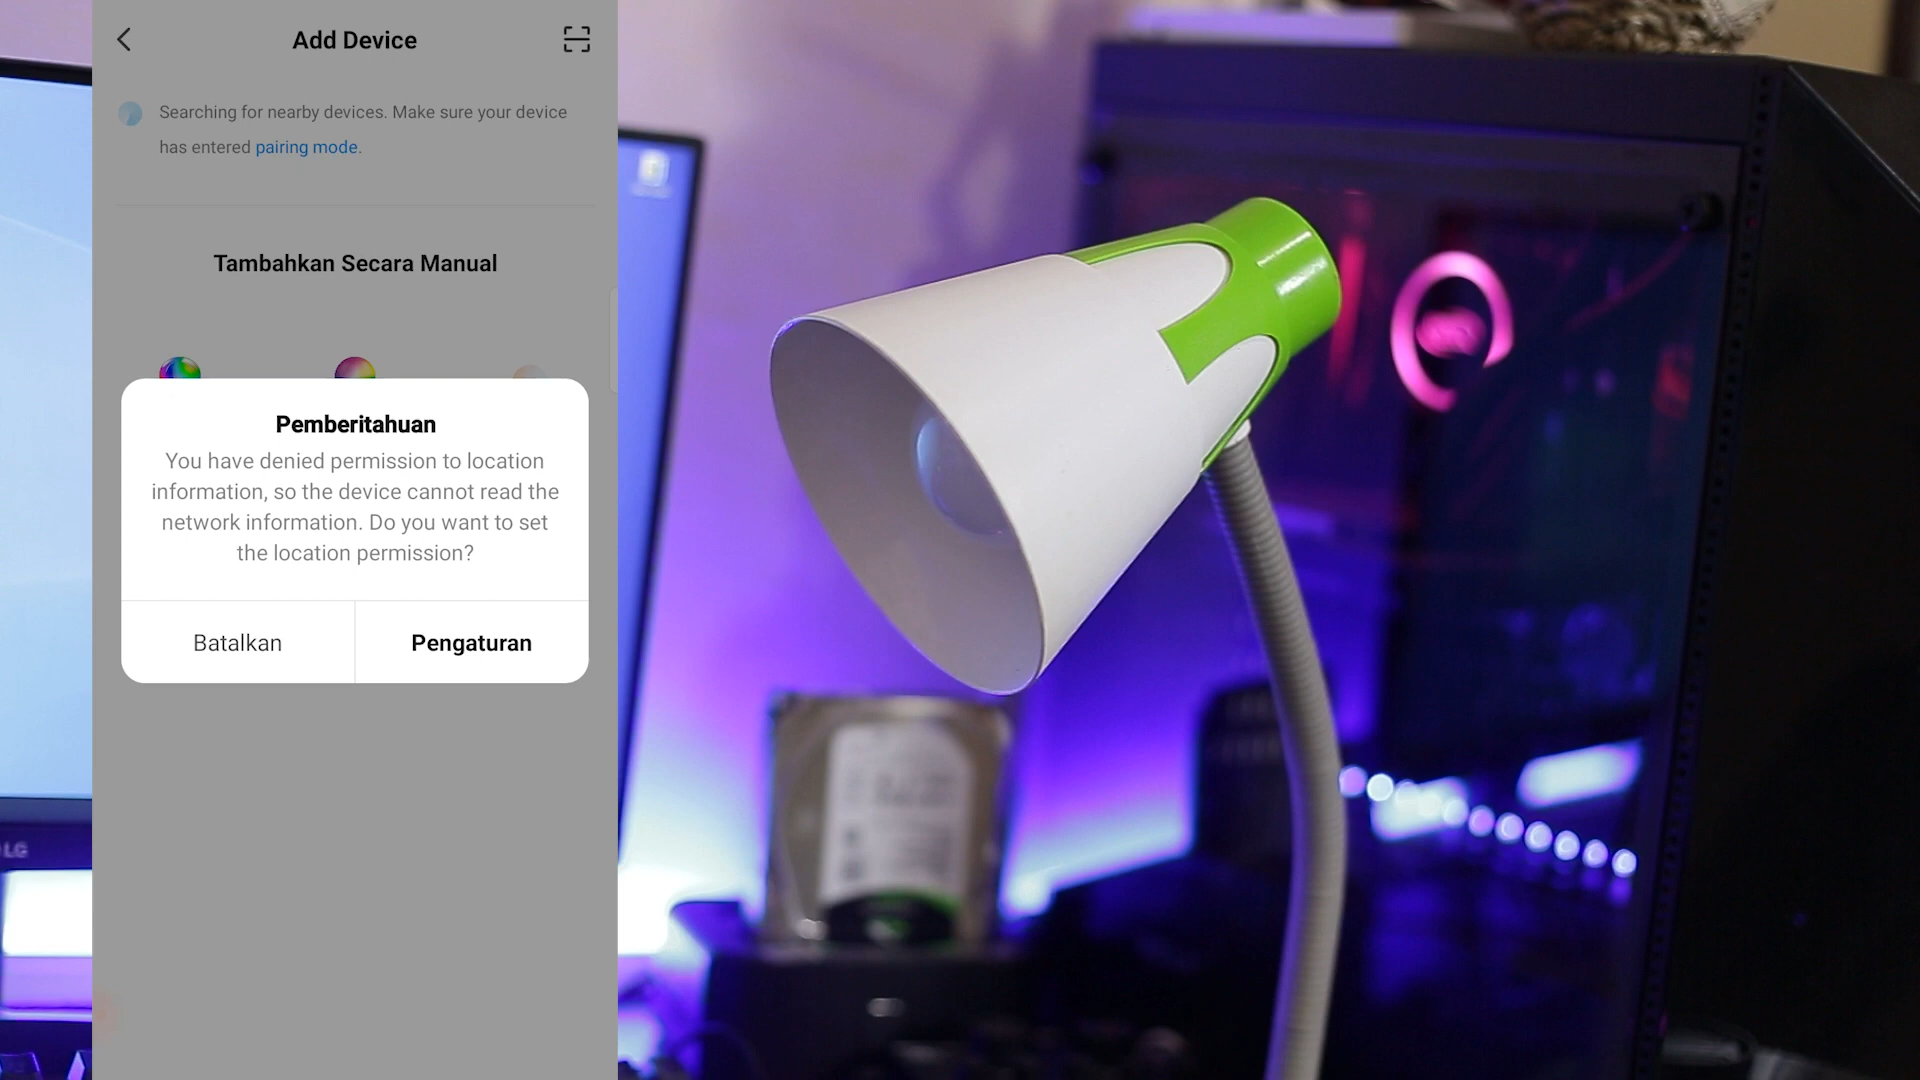 Add Device
Searching for nearby devices. Make sure your device
has entered pairing mode.
Tambahkan Secara Manual
Pemberitahuan
You have denied permission to location
information, so the device cannot read the
network information. Do you want to set
the location permission?
Batalkan
Pengaturan
LG